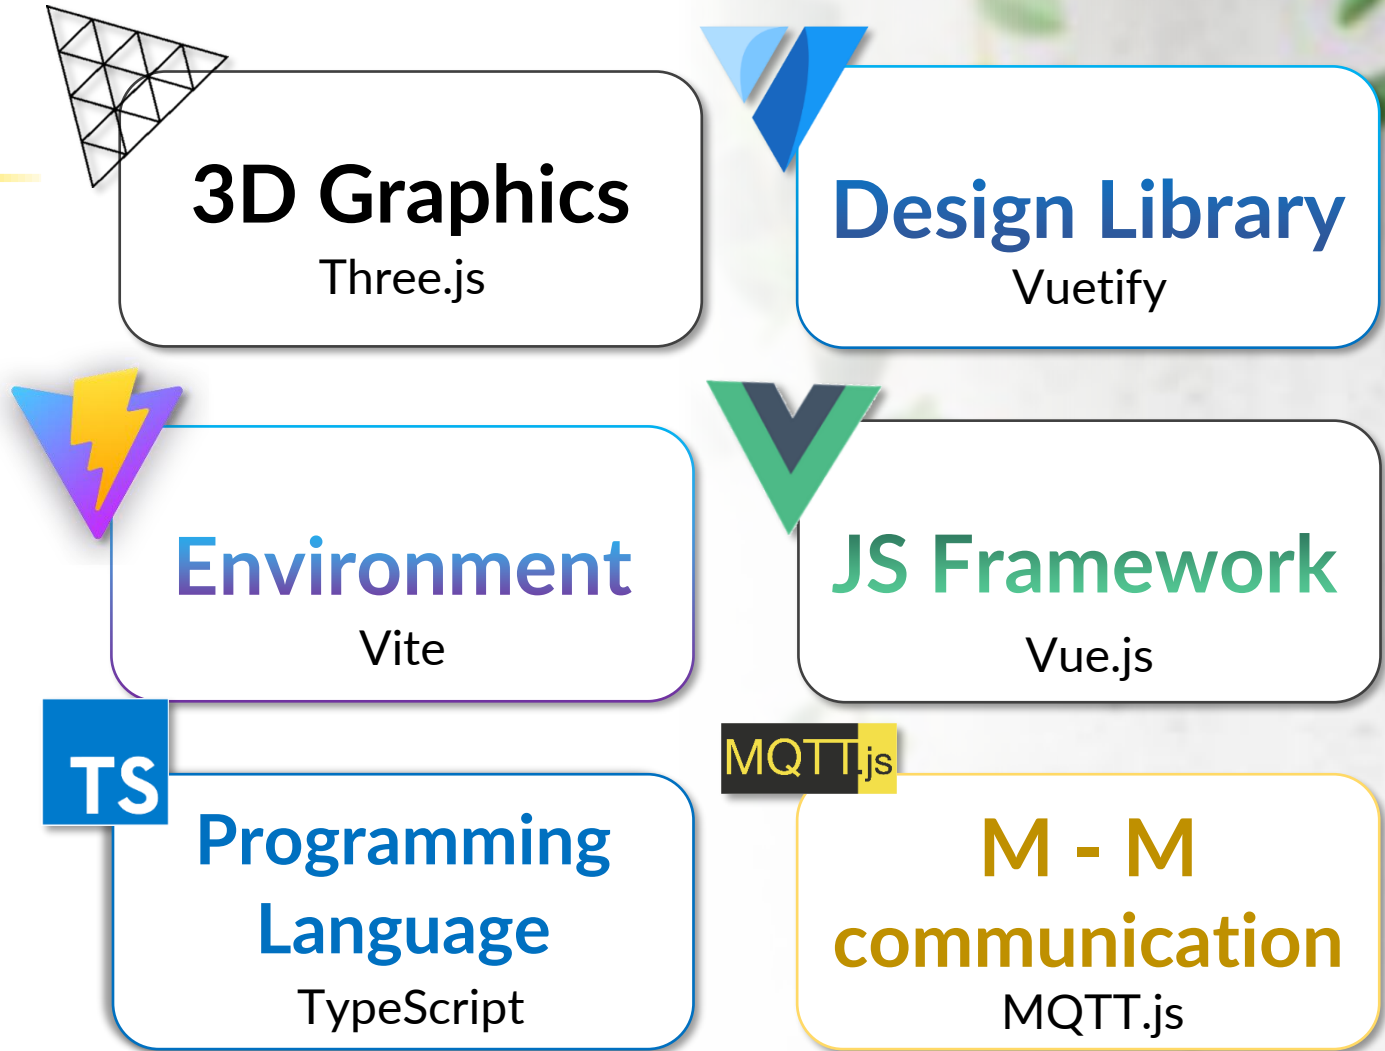 3D Graphics
Three.js
Design Library
Vuetify
Environment
Vite
JS Framework
Vue.js
TS
Programming
Language
TypeScript
MQTT.js
M - M
communication
MQTT.js